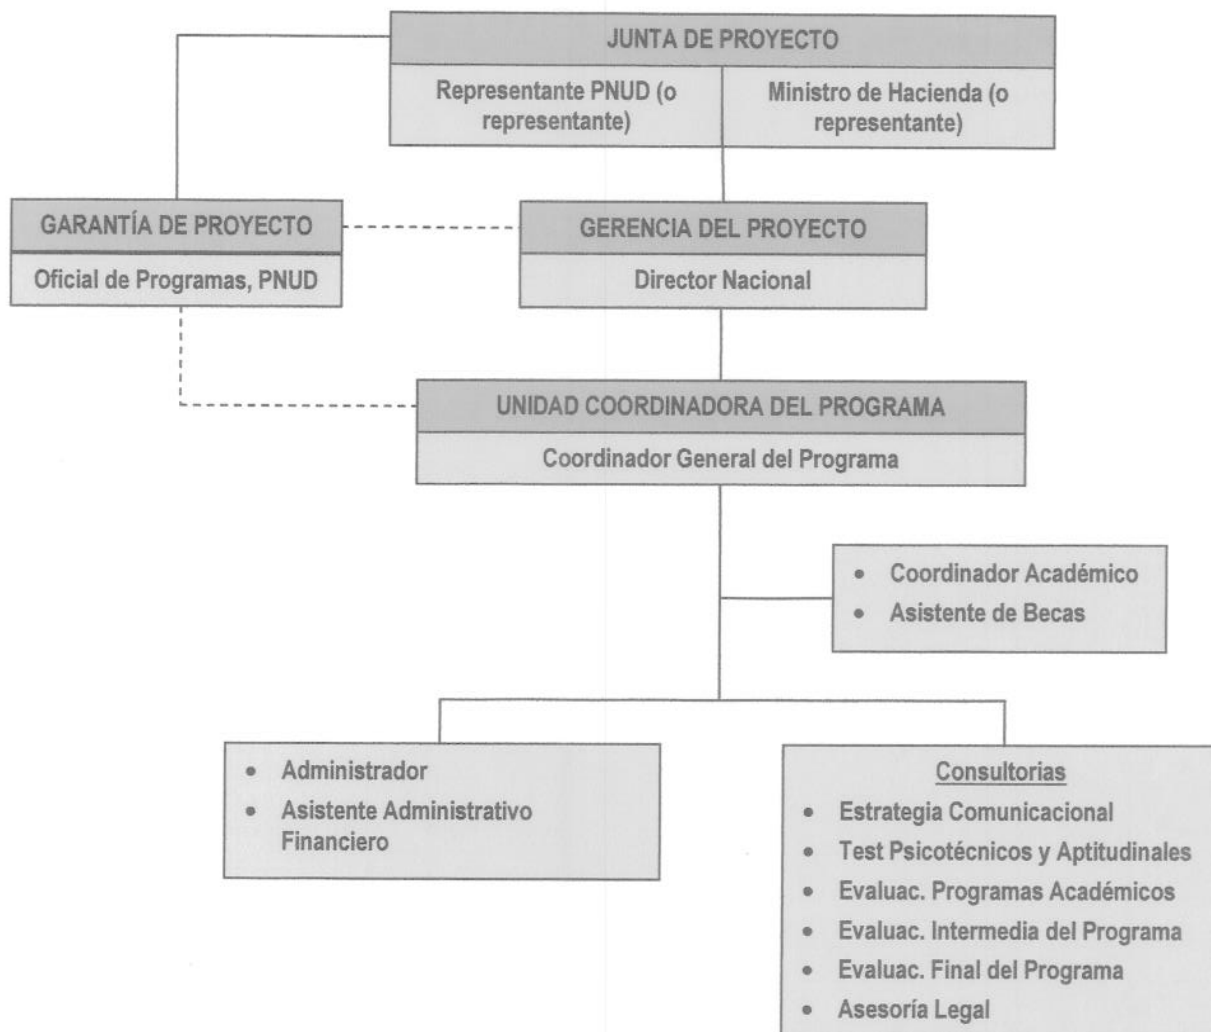 JUNTA DE PROYECTO
Representante PNUD (o
representante)
Ministro de Hacienda (o
representante)
GARANTÍA DE PROYECTO
Oficial de Programas, PNUD
GERENCIA DEL PROYECTO
Director Nacional
UNIDAD COORDINADORA DEL PROGRAMA
Coordinador General del Programa
• Coordinador Académico
• Asistente de Becas
• Administrador
• Asistente Administrativo
Financiero
Consultorias
• Estrategia Comunicacional
• Test Psicotécnicos y Aptitudinales
• Evaluac. Programas Académicos
• Evaluac. Intermedia del Programa
• Evaluac. Final del Programa
• Asesoría Legal